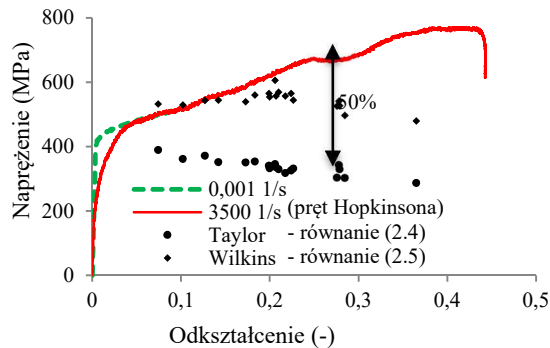 Naprężenie (MPa)
800
600
400
200
0
50%
0,001 1/s
3500 1/s (pręt Hopkinsona)
Taylor - równanie (2.4)
Wilkins - równanie (2.5)
0 0,1 0,2 0,3 0,4 0,5
Odkształcenie (-)